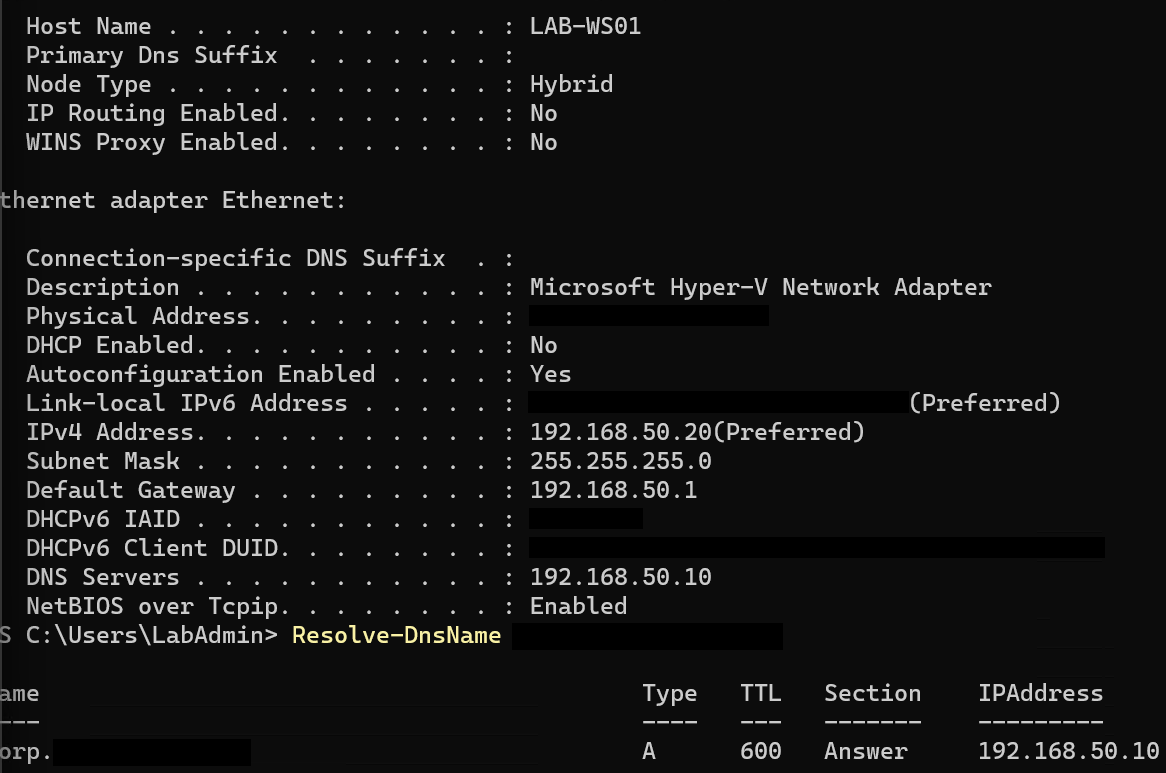 Host Name . . . . . . . . . . . . : LAB-WS01
Primary Dns Suffix  . . . . . . . :
Node Type . . . . . . . . . . . . : Hybrid
IP Routing Enabled. . . . . . . . : No
WINS Proxy Enabled. . . . . . . . : No
thernet adapter Ethernet:
Connection-specific DNS Suffix  . :
Description . . . . . . . . . . . : Microsoft Hyper-V Network Adapter
Physical Address. . . . . . . . . :
DHCP Enabled. . . . . . . . . . . : No
Autoconfiguration Enabled . . . . : Yes
Link-local IPv6 Address . . . . . : (Preferred)
IPv4 Address. . . . . . . . . . . : 192.168.50.20(Preferred)
Subnet Mask . . . . . . . . . . . : 255.255.255.0
Default Gateway . . . . . . . . . : 192.168.50.1
DHCPv6 IAID . . . . . . . . . . . :
DHCPv6 Client DUID. . . . . . . . :
DNS Servers . . . . . . . . . . . : 192.168.50.10
NetBIOS over Tcpip. . . . . . . . : Enabled
S C:\Users\LabAdmin> Resolve-DnsName
ame Type TTL Section IPAddress
--- ---- --- ------- ---------
orp. A 600 Answer 192.168.50.10